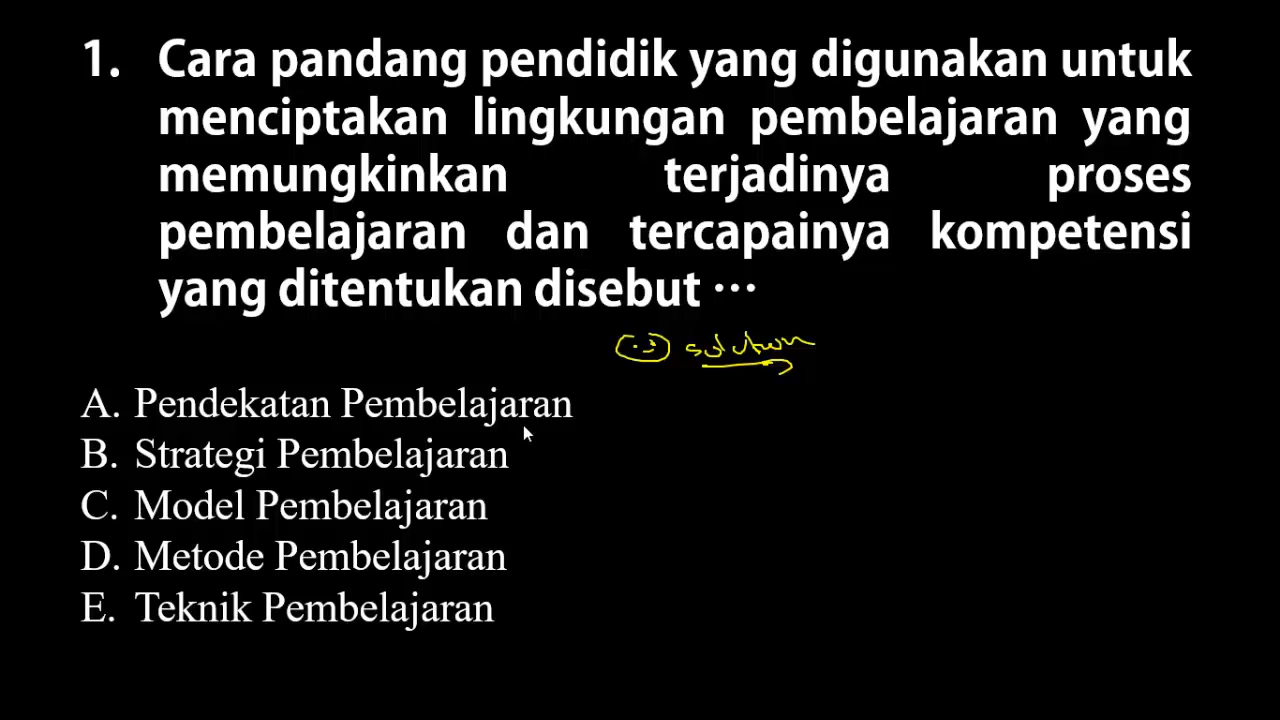 1. Cara pandang pendidik yang digunakan untuk
menciptakan lingkungan pembelajaran yang
memungkinkan terjadinya proses
pembelajaran dan tercapainya kompetensi
yang ditentukan disebut ...
solution
A. Pendekatan Pembelajaran
B. Strategi Pembelajaran
C. Model Pembelajaran
D. Metode Pembelajaran
E. Teknik Pembelajaran